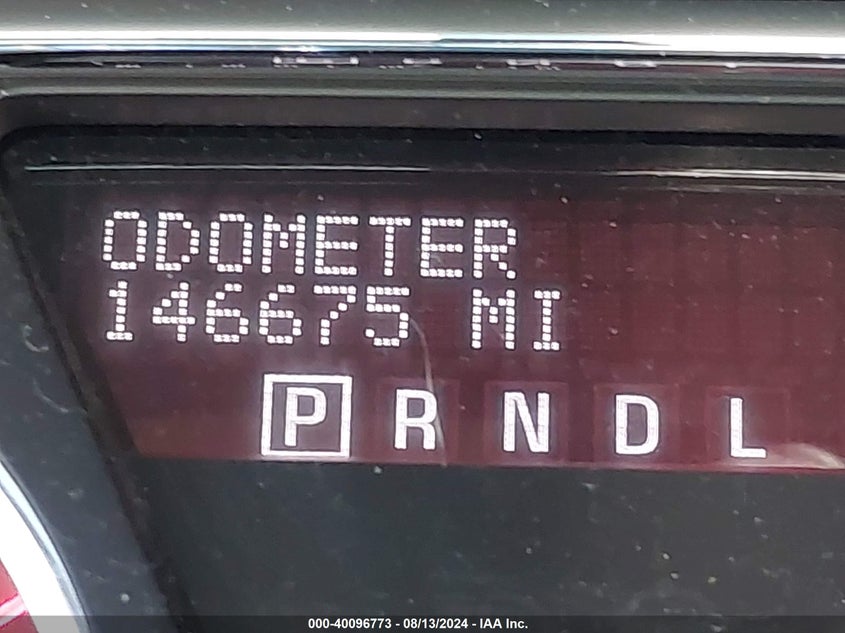 ODOMETER
146675 MI
P R N D L
000-40096773 - 08/13/2024 - IAA Inc.